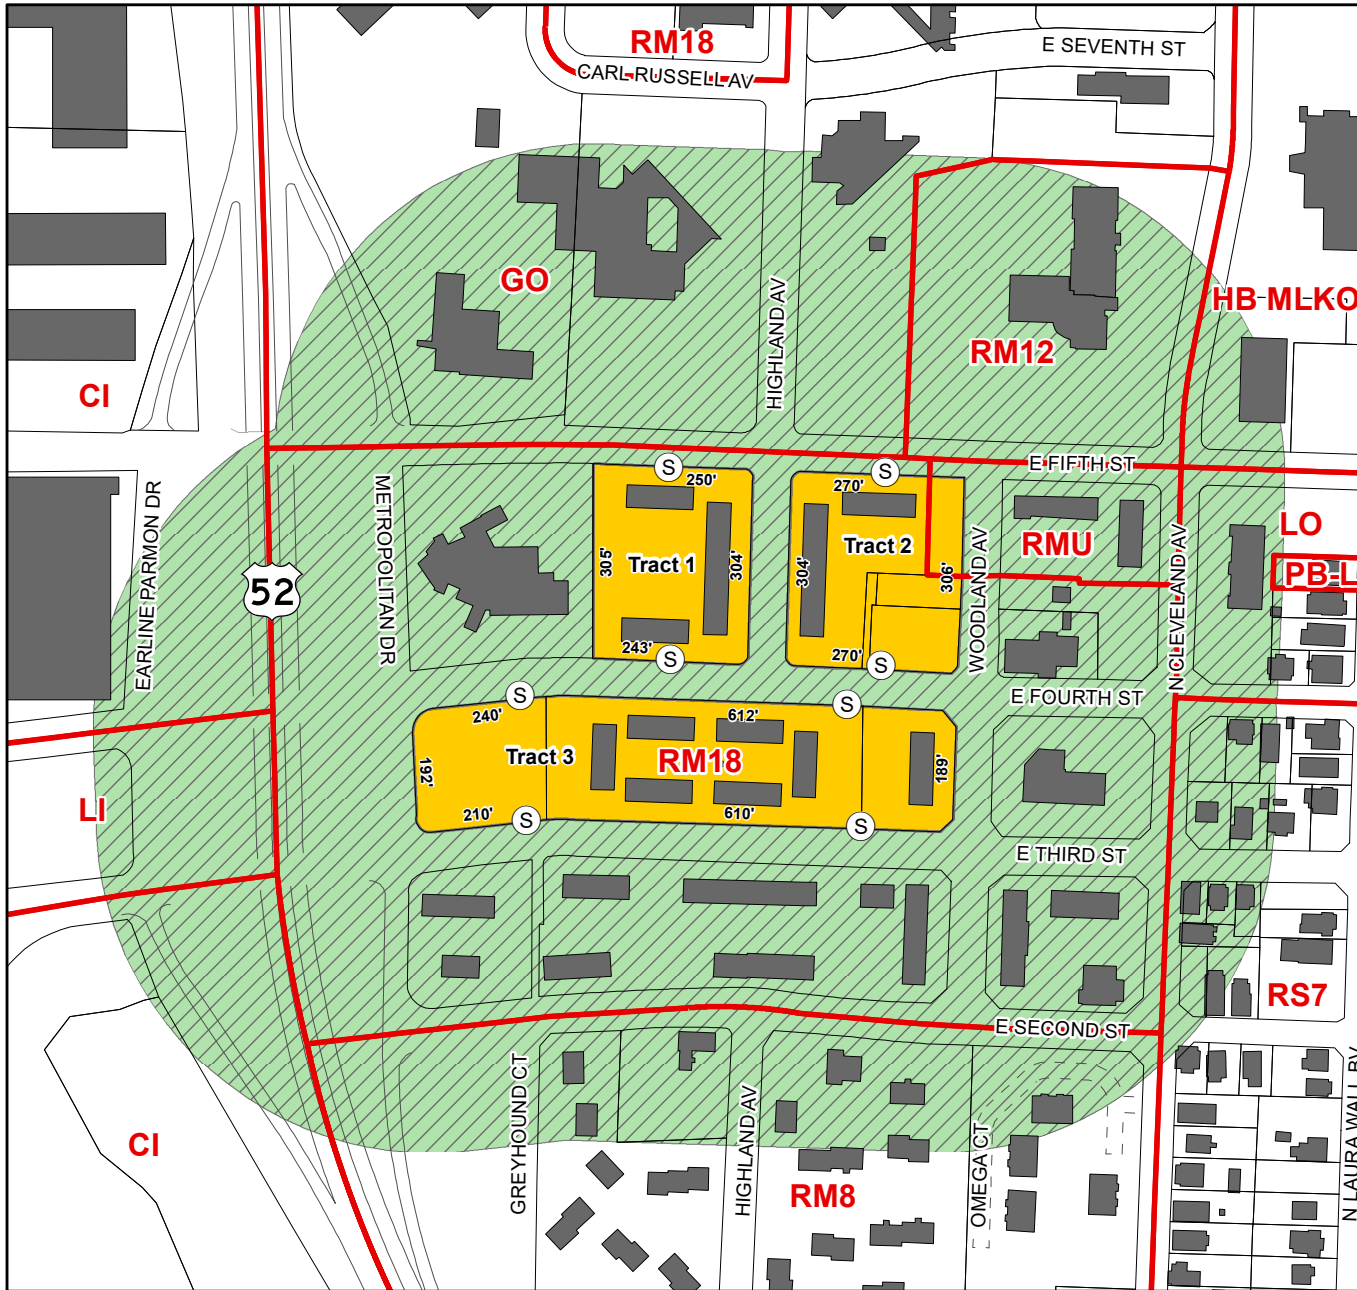 RM18
E SEVENTH ST
CARL RUSSELL AV
GO
HIGHLAND AV
HB-MLKO
RM12
CI
E FIFTH ST
S
S
250'
270'
METROPOLITAN DR
EARLINE PARMON DR
LO
305'
Tract 1
304'
304'
Tract 2
306'
RMU
WOODLAND AV
N CLEVELAND AV
PB-L
52
243'
S
270'
S
E FOURTH ST
S
S
240'
612'
Tract 3
RM18
192'
189'
210'
S
610'
S
LI
E THIRD ST
RS7
E SECOND ST
GREYHOUND CT
HIGHLAND AV
OMEGA CT
N LAURA WALL BV
CI
RM8